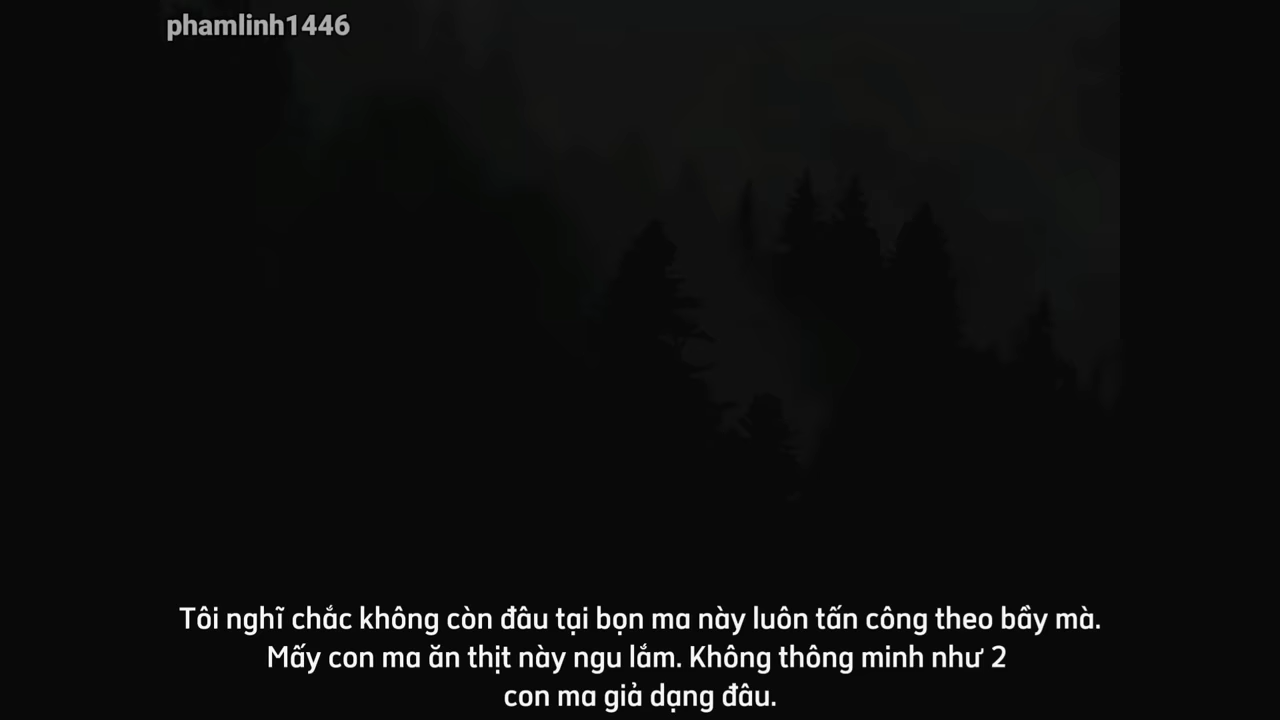 phamlinh1446
Tôi nghĩ chắc không còn đâu tại bọn ma này luôn tấn công theo bầy mà.
Mấy con ma ăn thịt này ngu lắm. Không thông minh như 2
con ma giả dạng đâu.